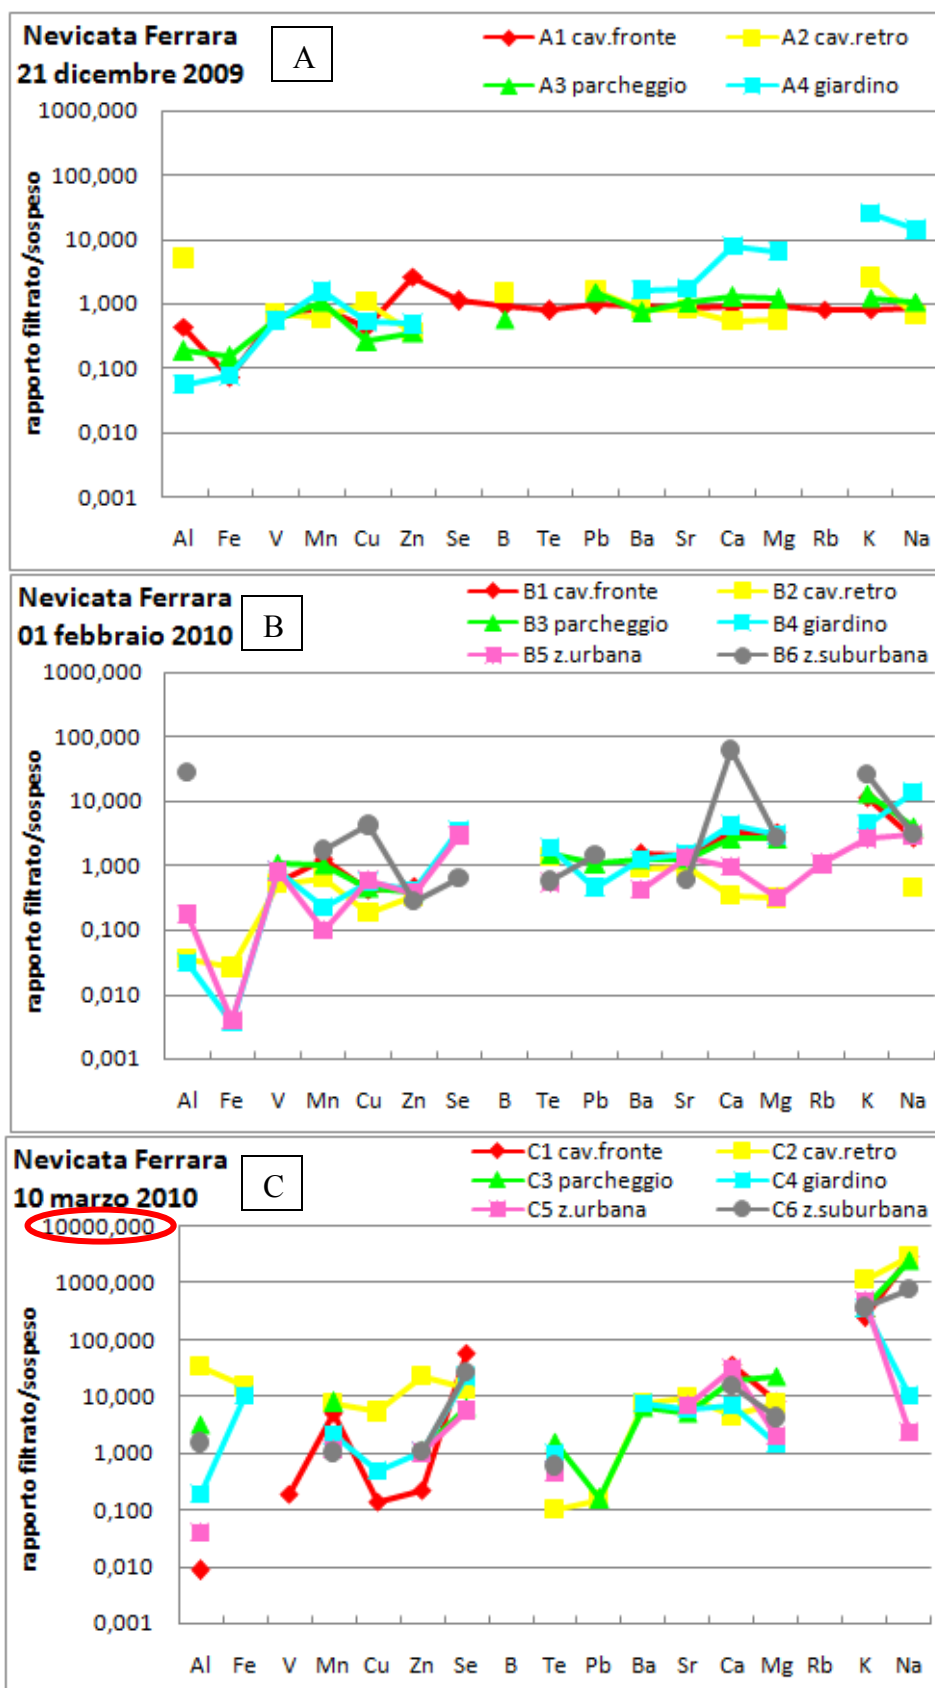 Nevicata Ferrara
21 dicembre 2009
A
A1 cav.fronte
A2 cav.retro
A3 parcheggio
A4 giardino
rapporto filtrato/sospeso
1000,000
100,000
10,000
1,000
0,100
0,010
0,001
Al Fe V Mn Cu Zn Se B Te Pb Ba Sr Ca Mg Rb K Na
Nevicata Ferrara
01 febbraio 2010
B
B1 cav.fronte
B2 cav.retro
B3 parcheggio
B4 giardino
B5 z.urbana
B6 z.suburbana
rapporto filtrato/sospeso
1000,000
100,000
10,000
1,000
0,100
0,010
0,001
Al Fe V Mn Cu Zn Se B Te Pb Ba Sr Ca Mg Rb K Na
Nevicata Ferrara
10 marzo 2010
C
C1 cav.fronte
C2 cav.retro
C3 parcheggio
C4 giardino
C5 z.urbana
C6 z.suburbana
rapporto filtrato/sospeso
10000,000
1000,000
100,000
10,000
1,000
0,100
0,010
0,001
Al Fe V Mn Cu Zn Se B Te Pb Ba Sr Ca Mg Rb K Na